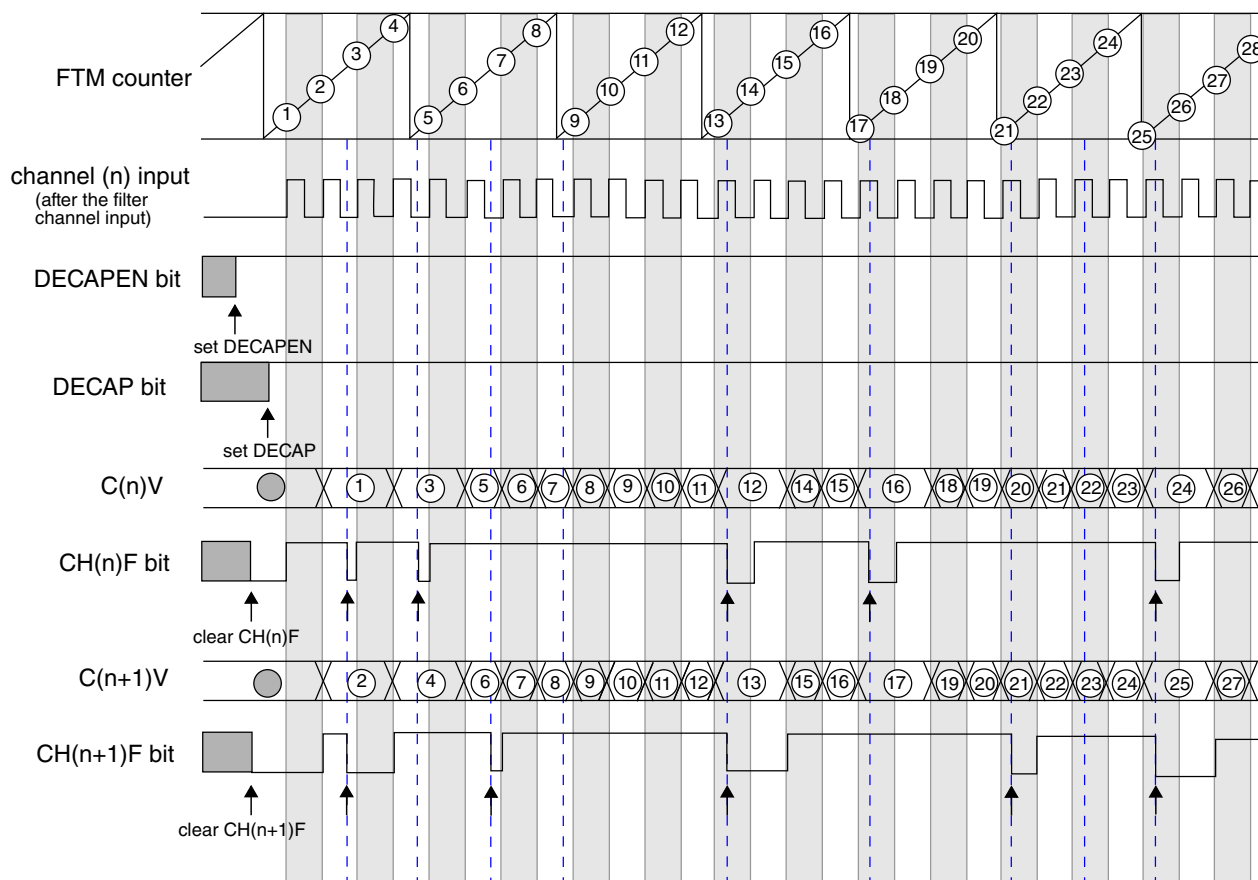 4 8 12 16 20 24 28
3 7 11 15 19 23 27
FTM counter
2 6 10 14 18 22 26
1 5 9 13 17 21 25
channel (n) input
(after the filter
channel input)
DECAPEN bit
set DECAPEN
DECAP bit
set DECAP
C(n)V 1 3 5 6 7 8 9 10 11 12 14 15 16 18 19 20 21 22 23 24 26
CH(n)F bit
clear CH(n)F
C(n+1)V 2 4 6 7 8 9 10 11 12 13 15 16 17 19 20 21 22 23 24 25 27
CH(n+1)F bit
clear CH(n+1)F